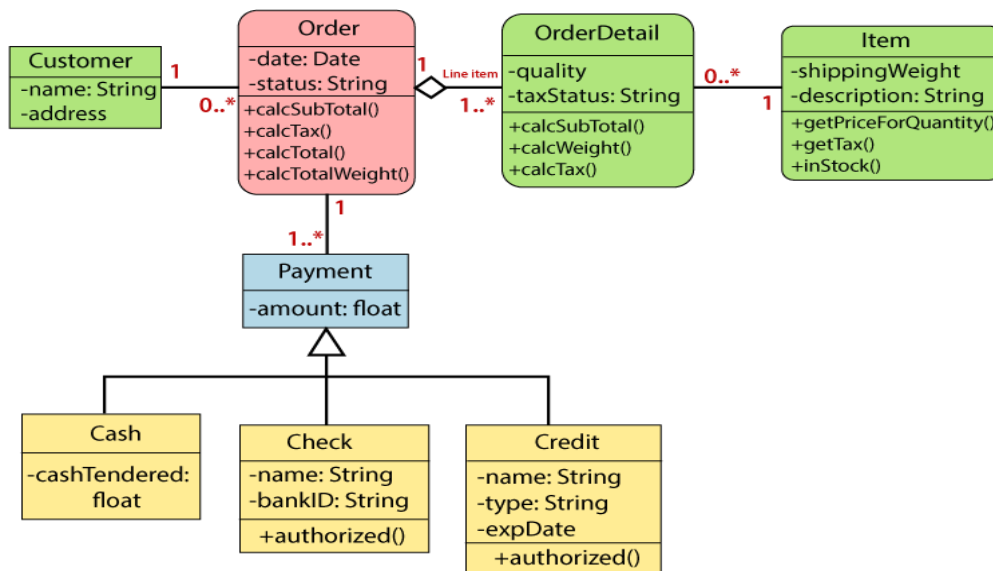 Customer
-name: String
-address
1
0..*
Order
-date: Date
-status: String
+calcSubTotal()
+calcTax()
+calcTotal()
+calcTotalWeight()
1
Line item
1..*
OrderDetail
-quality
-taxStatus: String
+calcSubTotal()
+calcWeight()
+calcTax()
0..*
1
Item
-shippingWeight
-description: String
+getPriceForQuantity()
+getTax()
+inStock()
1
1..*
Payment
-amount: float
Cash
-cashTendered:
float
Check
-name: String
-bankID: String
+authorized()
Credit
-name: String
-type: String
-expDate
+authorized()